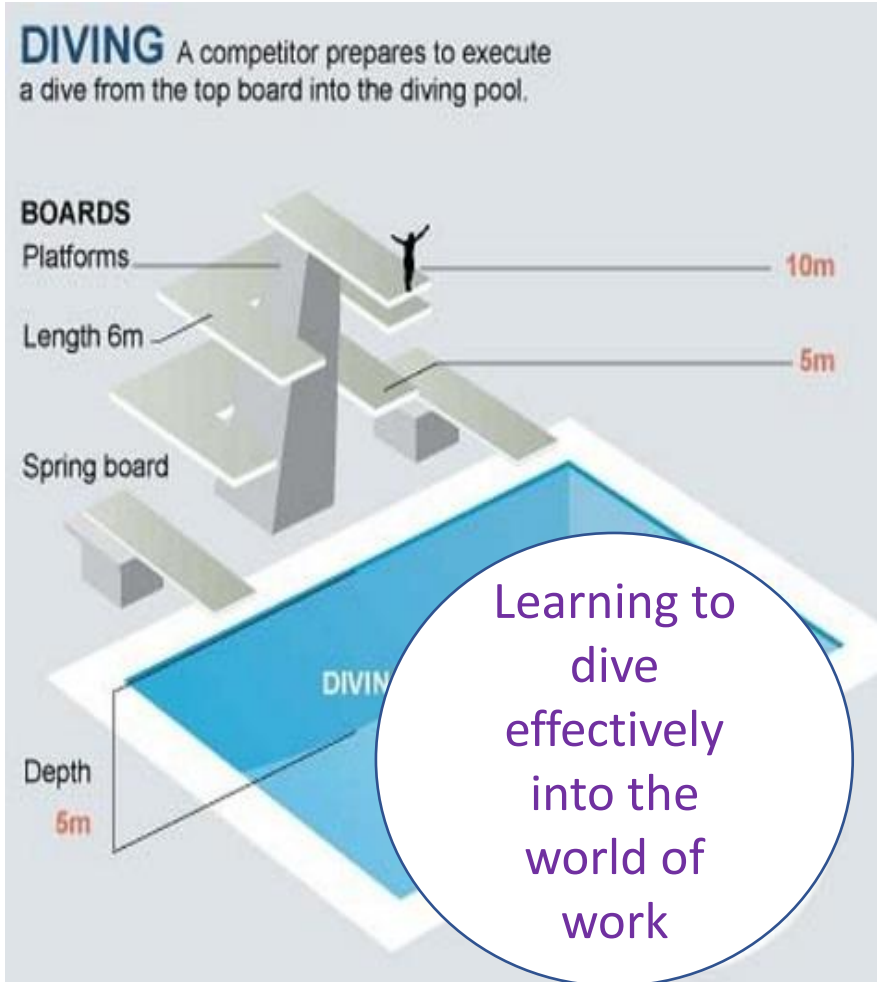 DIVING A competitor prepares to execute
a dive from the top board into the diving pool.
BOARDS
Platforms
10m
Length 6m
5m
Spring board
Learning to
dive
effectively
into the
world of
work
DIVIN
Depth
5m